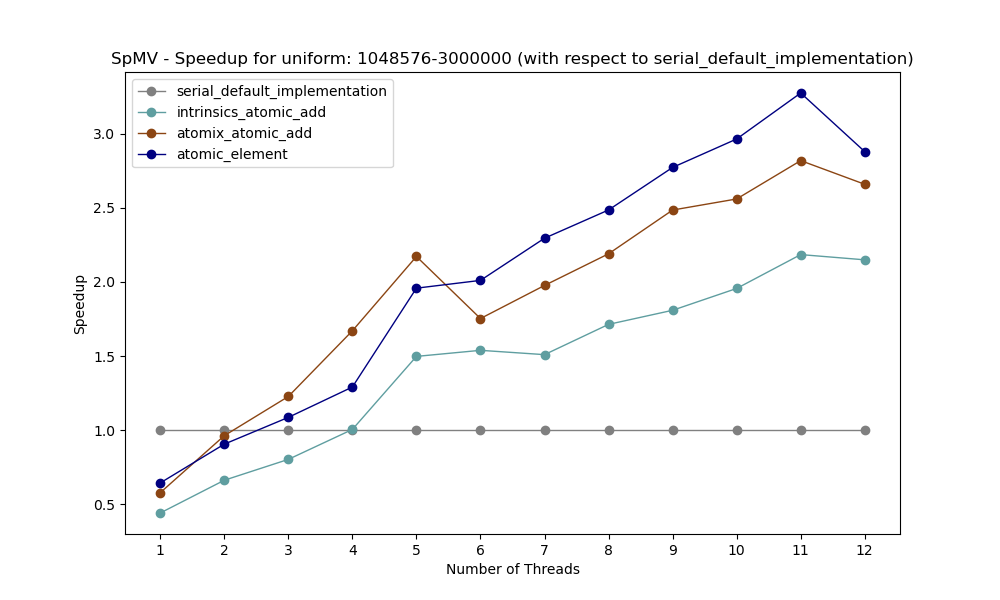 SpMV - Speedup for uniform: 1048576-3000000 (with respect to serial_default_implementation)
serial_default_implementation
intrinsics_atomic_add
atomix_atomic_add
atomic_element
Speedup
3.0
2.5
2.0
1.5
1.0
0.5
1 2 3 4 5 6 7 8 9 10 11 12
Number of Threads